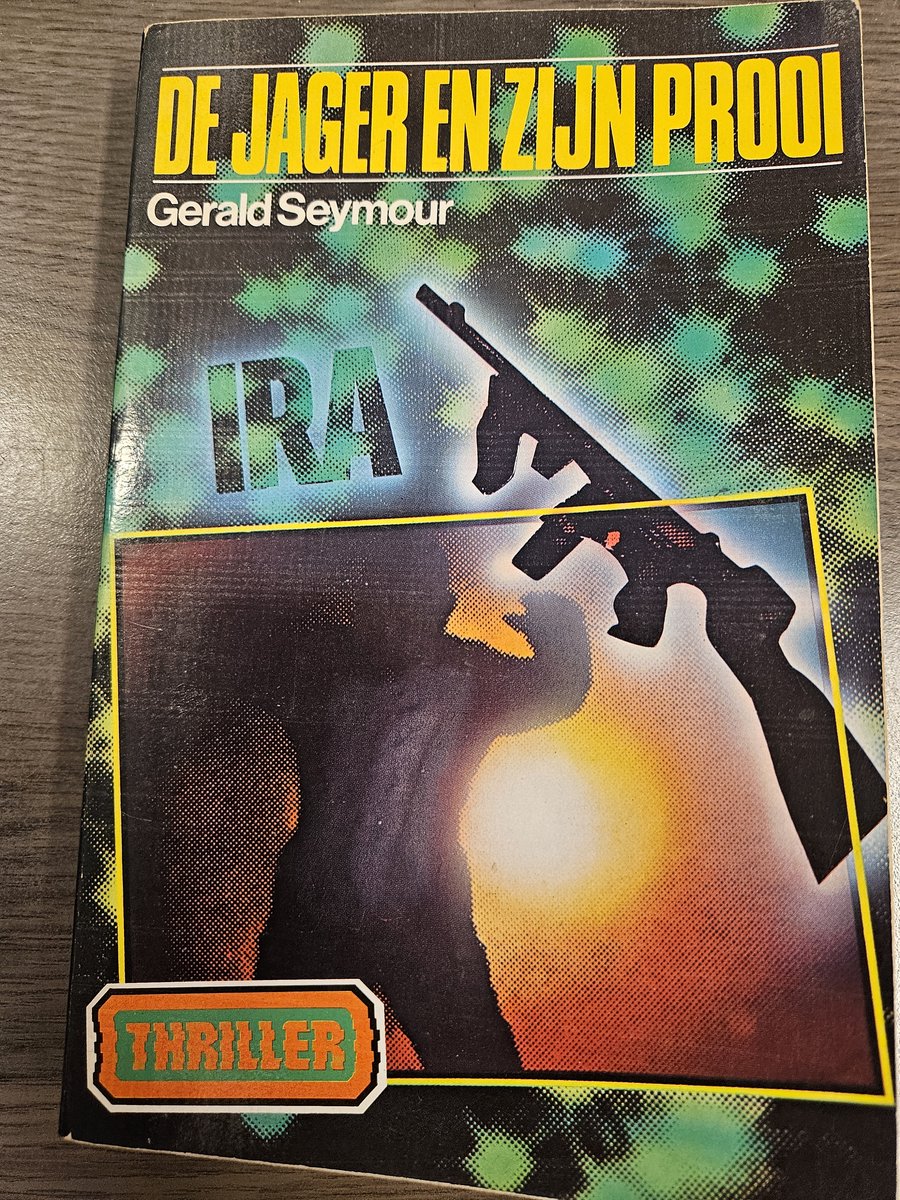 DE JAGER EN ZIJN PROOI
Gerald Seymour
IRA
THRILLER